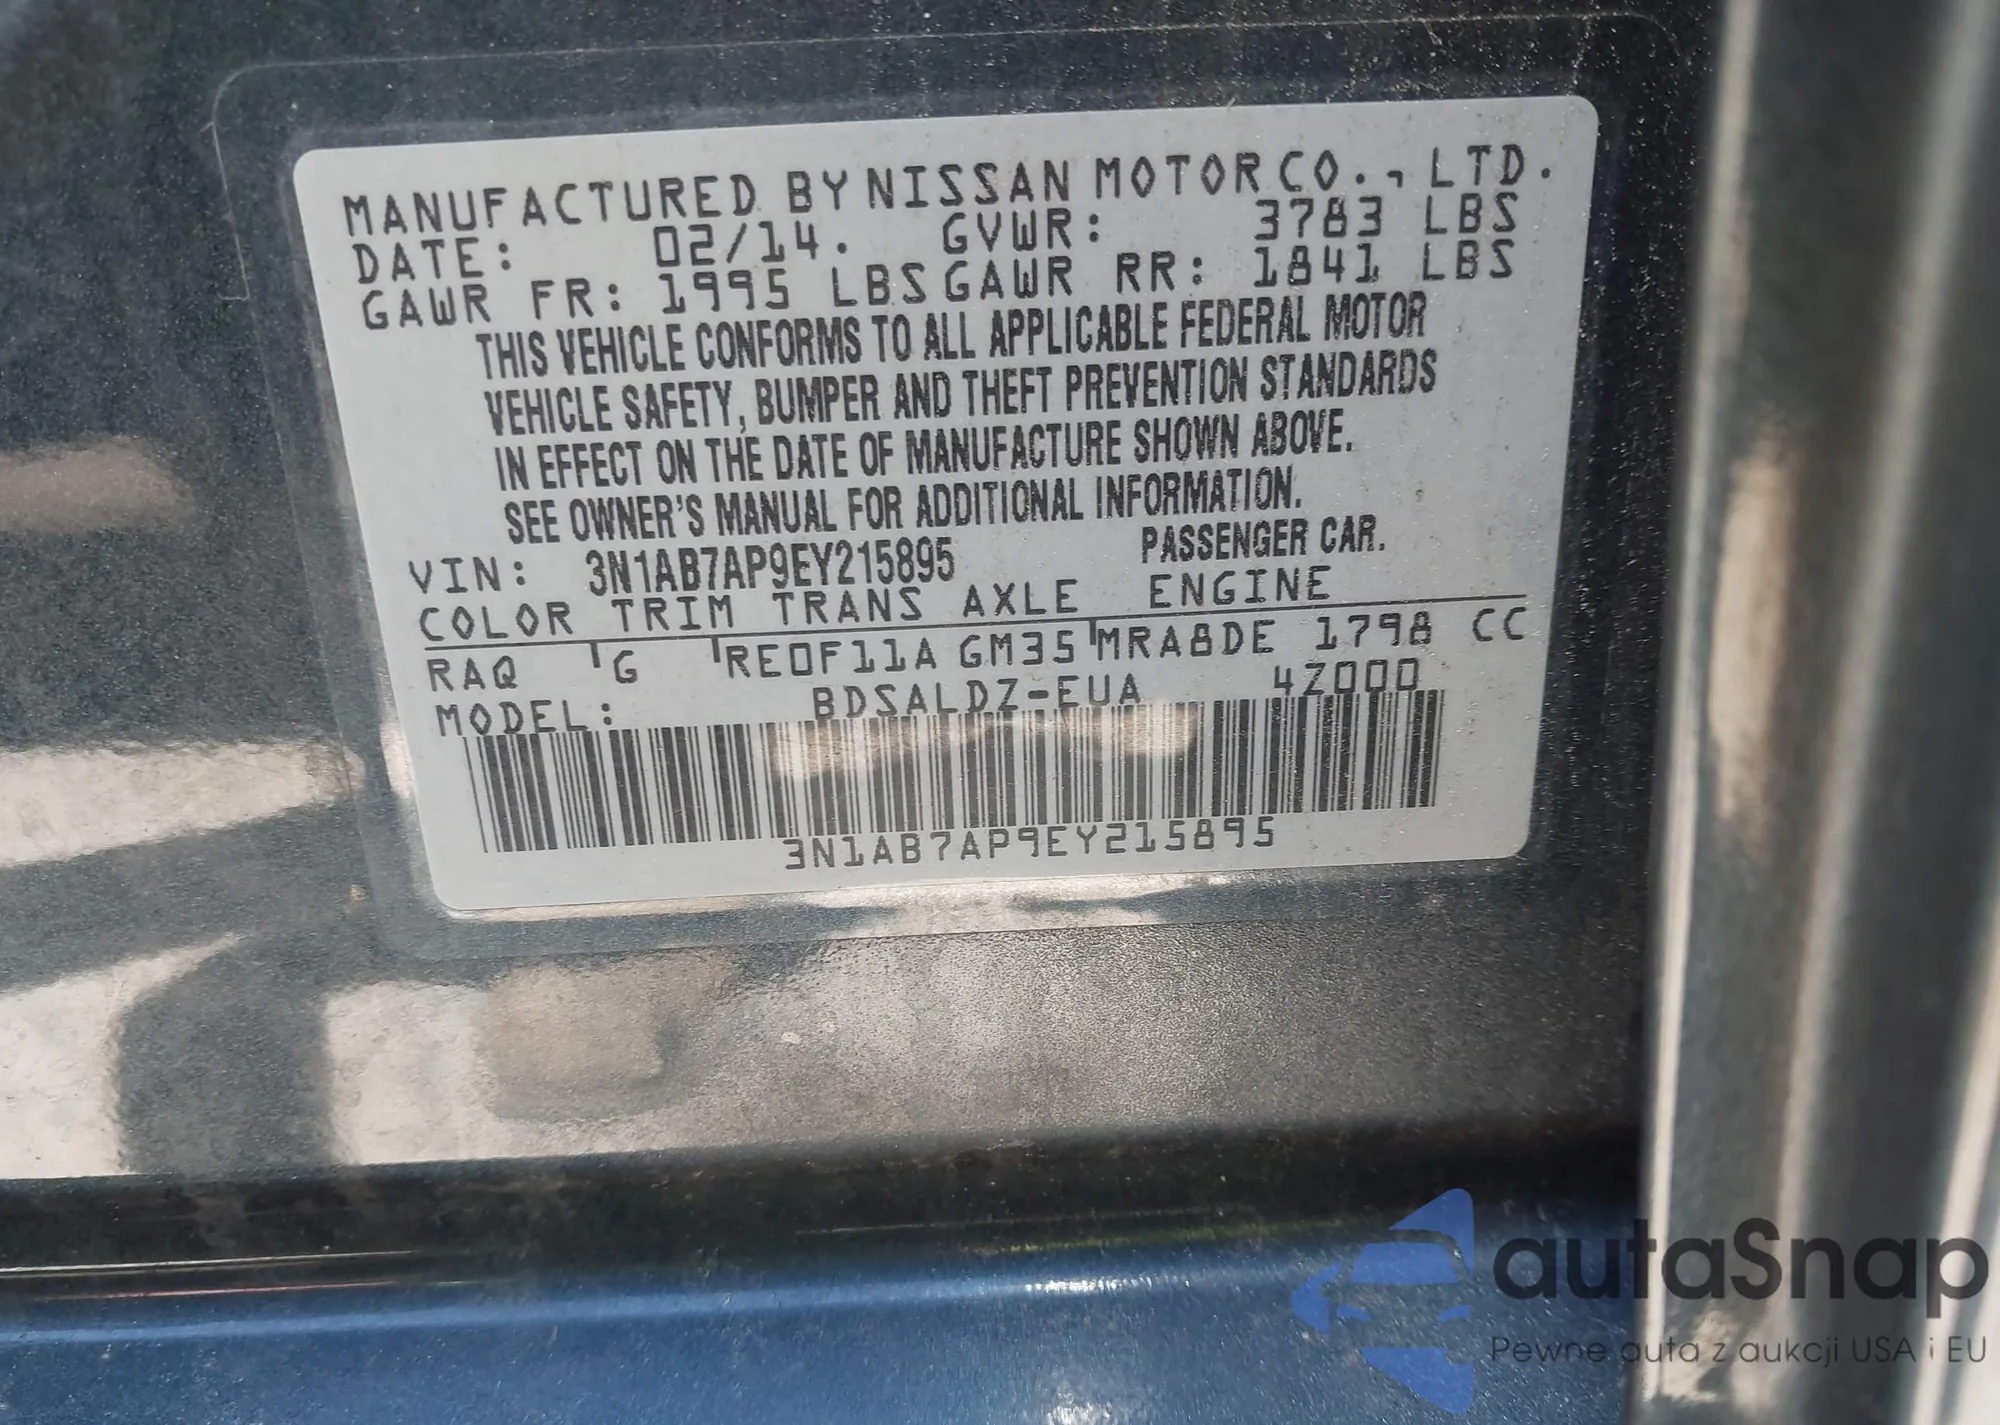 MANUFACTURED BY NISSAN MOTOR CO., LTD.
DATE: 02/14. GVWR: 3783 LBS
GAWR FR: 1995 LBS GAWR RR: 1841 LBS
THIS VEHICLE CONFORMS TO ALL APPLICABLE FEDERAL MOTOR
VEHICLE SAFETY, BUMPER AND THEFT PREVENTION STANDARDS
IN EFFECT ON THE DATE OF MANUFACTURE SHOWN ABOVE.
SEE OWNER'S MANUAL FOR ADDITIONAL INFORMATION.
VIN: 3N1AB7AP9EY215895 PASSENGER CAR.
COLOR TRIM TRANS AXLE ENGINE
RAQ G RE0F11A GM35 MRA8DE 1798 CC
MODEL: BDSALDZ-EUA 4Z000
3N1AB7AP9EY215895
autaSnap
Pewne auta z aukcji USA i EU